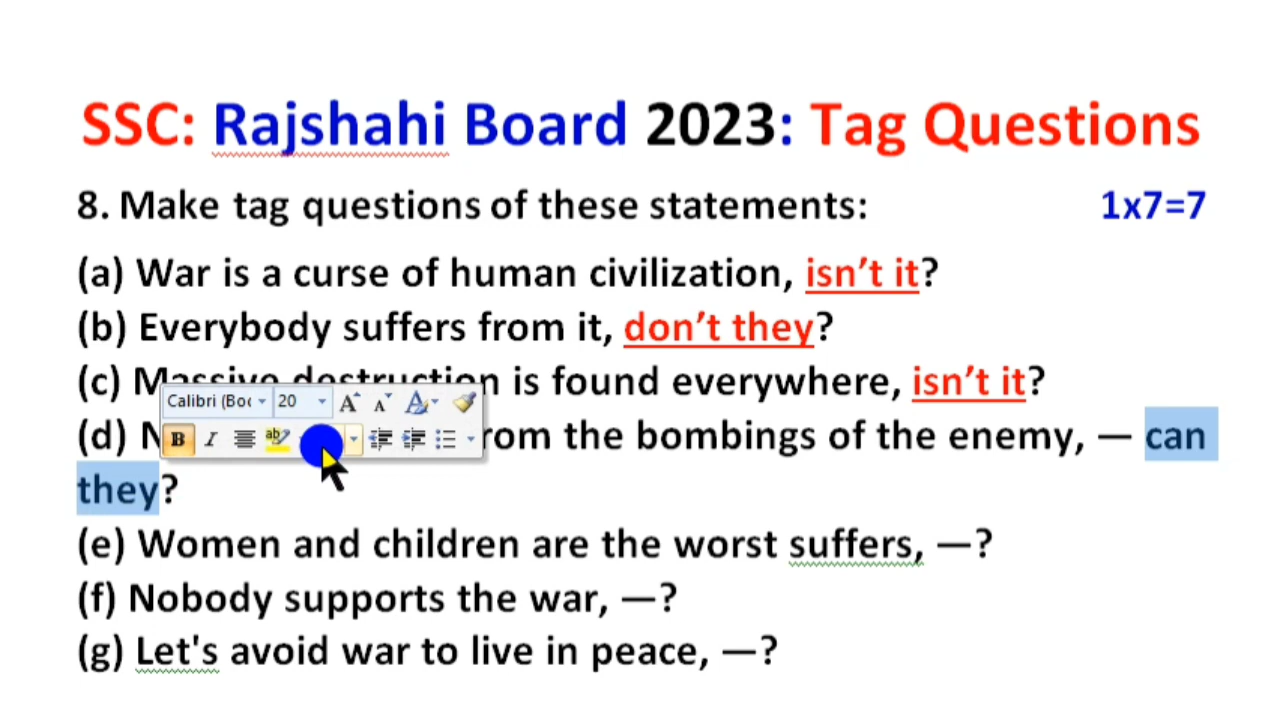 SSC: Rajshahi Board 2023: Tag Questions
8. Make tag questions of these statements: 1x7=7
(a) War is a curse of human civilization, isn't it?
(b) Everybody suffers from it, don't they?
(c) Massive destruction is found everywhere, isn't it?
Calibri (Boc 20
(d) from the bombings of the enemy, — can
they?
(e) Women and children are the worst suffers, —?
(f) Nobody supports the war, —?
(g) Let's avoid war to live in peace, —?